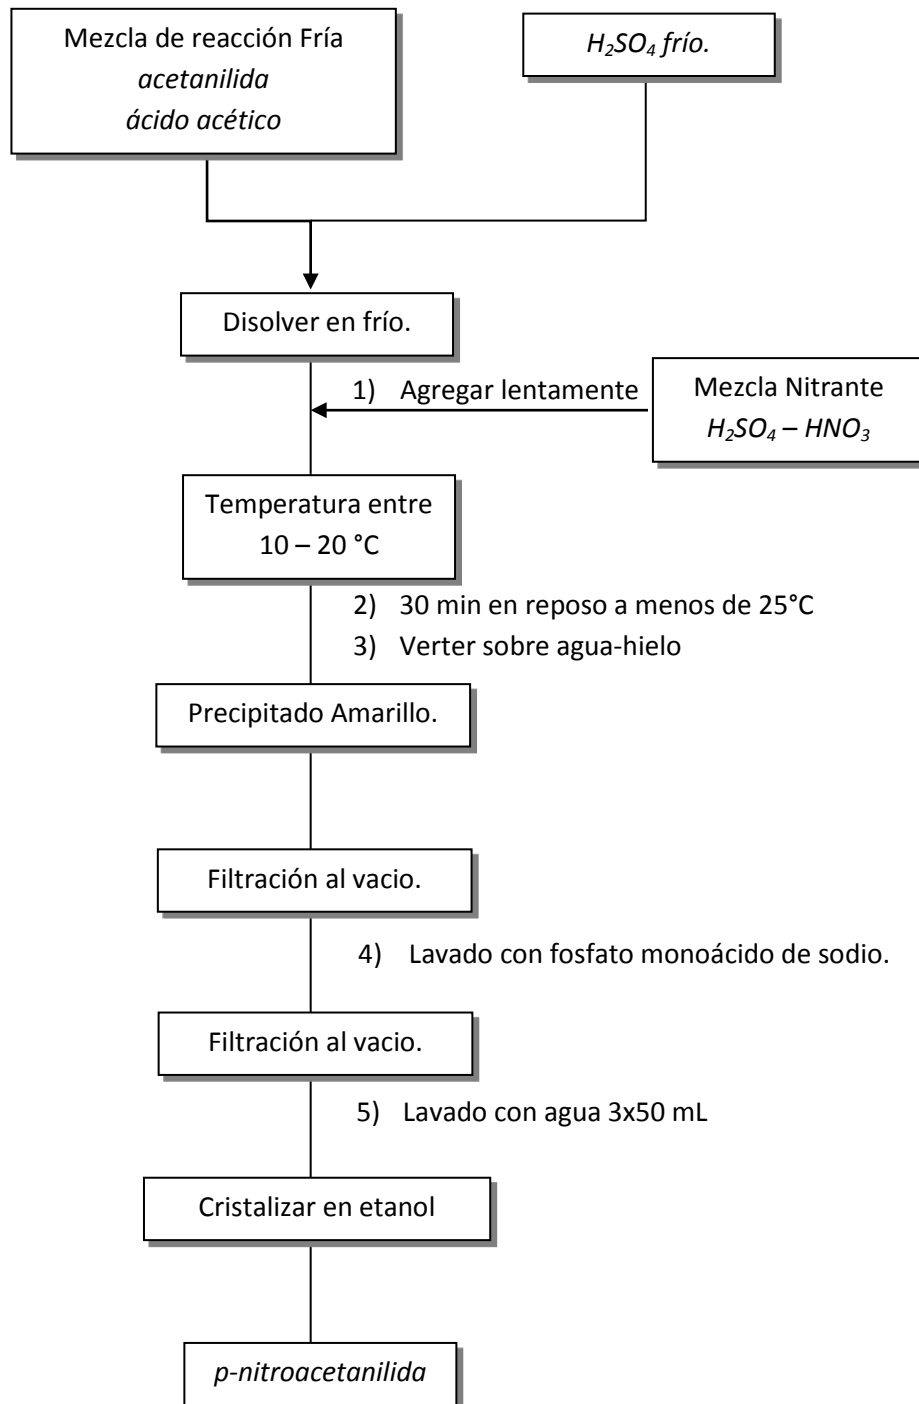 Mezcla de reacción Fría
acetanilida
ácido acético
H₂SO₄ frío.
Disolver en frío.
1) Agregar lentamente
Mezcla Nitrante
H₂SO₄ – HNO₃
Temperatura entre
10 – 20 °C
2) 30 min en reposo a menos de 25°C
3) Verter sobre agua-hielo
Precipitado Amarillo.
Filtración al vacio.
4) Lavado con fosfato monoácido de sodio.
Filtración al vacio.
5) Lavado con agua 3x50 mL
Cristalizar en etanol
p-nitroacetanilida